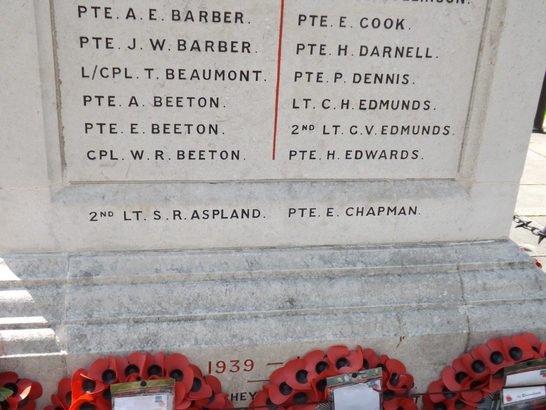 PTE. A. E. BARBER.
PTE. J. W. BARBER.
L/CPL. T. BEAUMONT.
PTE. A. BEETON.
PTE. E. BEETON.
CPL. W. R. BEETON.
PTE. E. COOK.
PTE. H. DARNELL.
PTE. P. DENNIS.
LT. C. H. EDMUNDS.
2ND LT. C. V. EDMUNDS.
PTE. H. EDWARDS.
2ND LT. S. R. ASPLAND. PTE. E. CHAPMAN.
1939